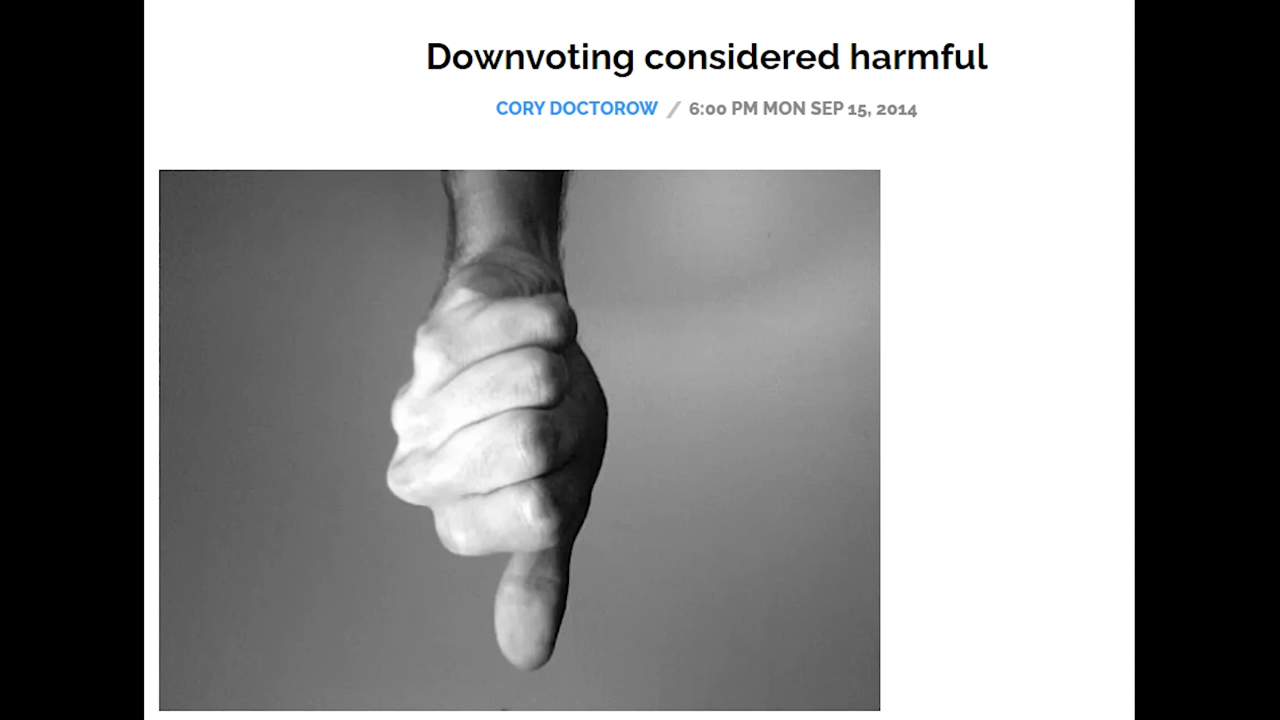 Downvoting considered harmful
CORY DOCTOROW / 6:00 PM MON SEP 15, 2014